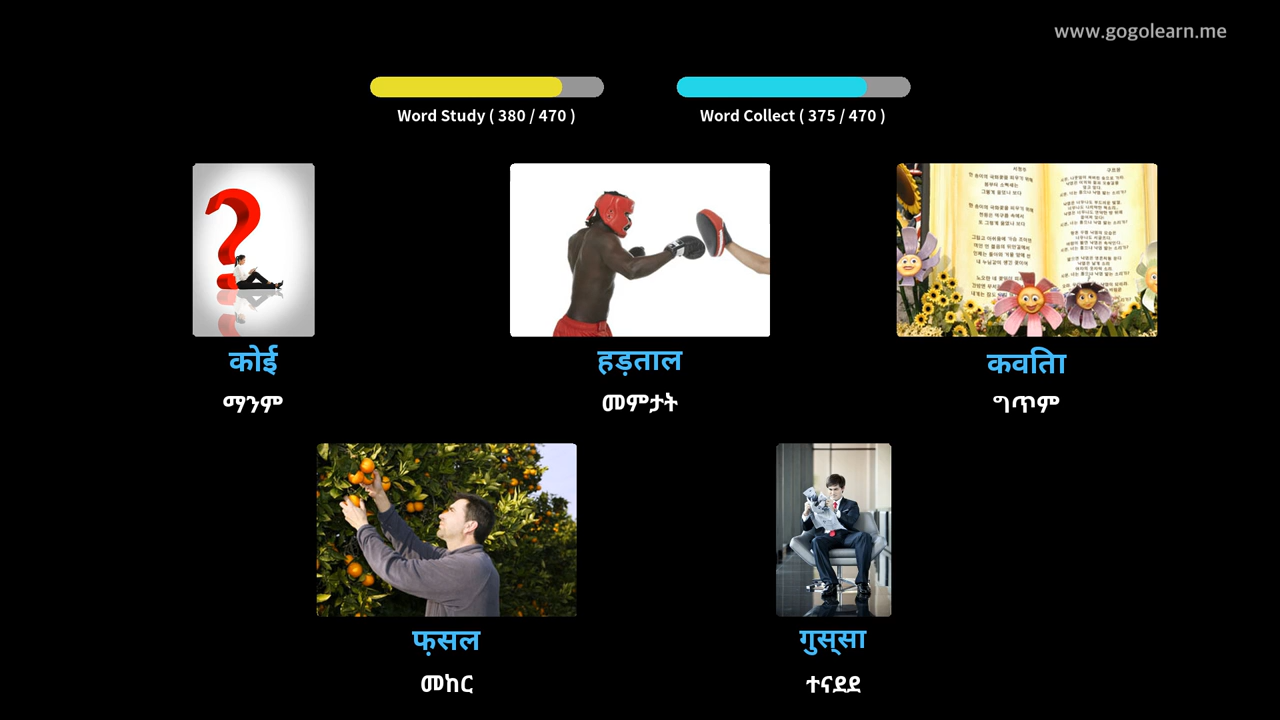 www.gogolearn.me
Word Study ( 380 / 470 )
Word Collect ( 375 / 470 )
कोई
हड़ताल
कविता
ማንም
መምታት
ግጥም
फ़सल
गुस्सा
መከር
ተናደደ